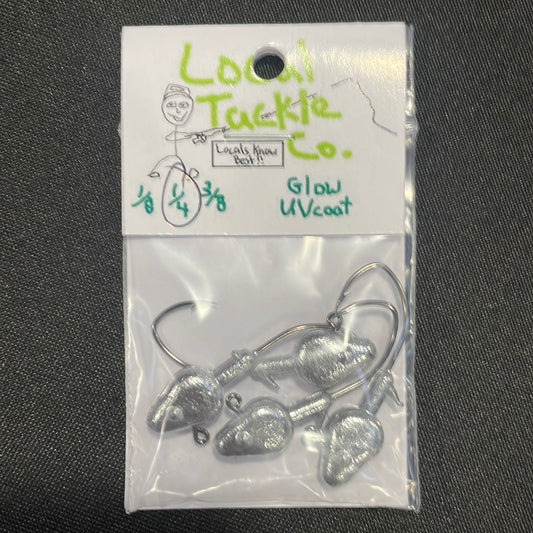 Local
Tackle
Co.
Locals Know
Best!!
1/8 1/4 3/8
Glow
UVcoat